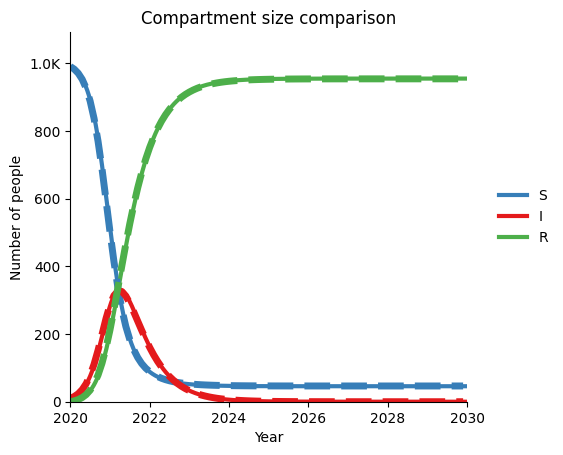 Compartment size comparison
Number of people
1.0K
800
600
400
200
0
2020 2022 2024 2026 2028 2030
Year
S
I
R